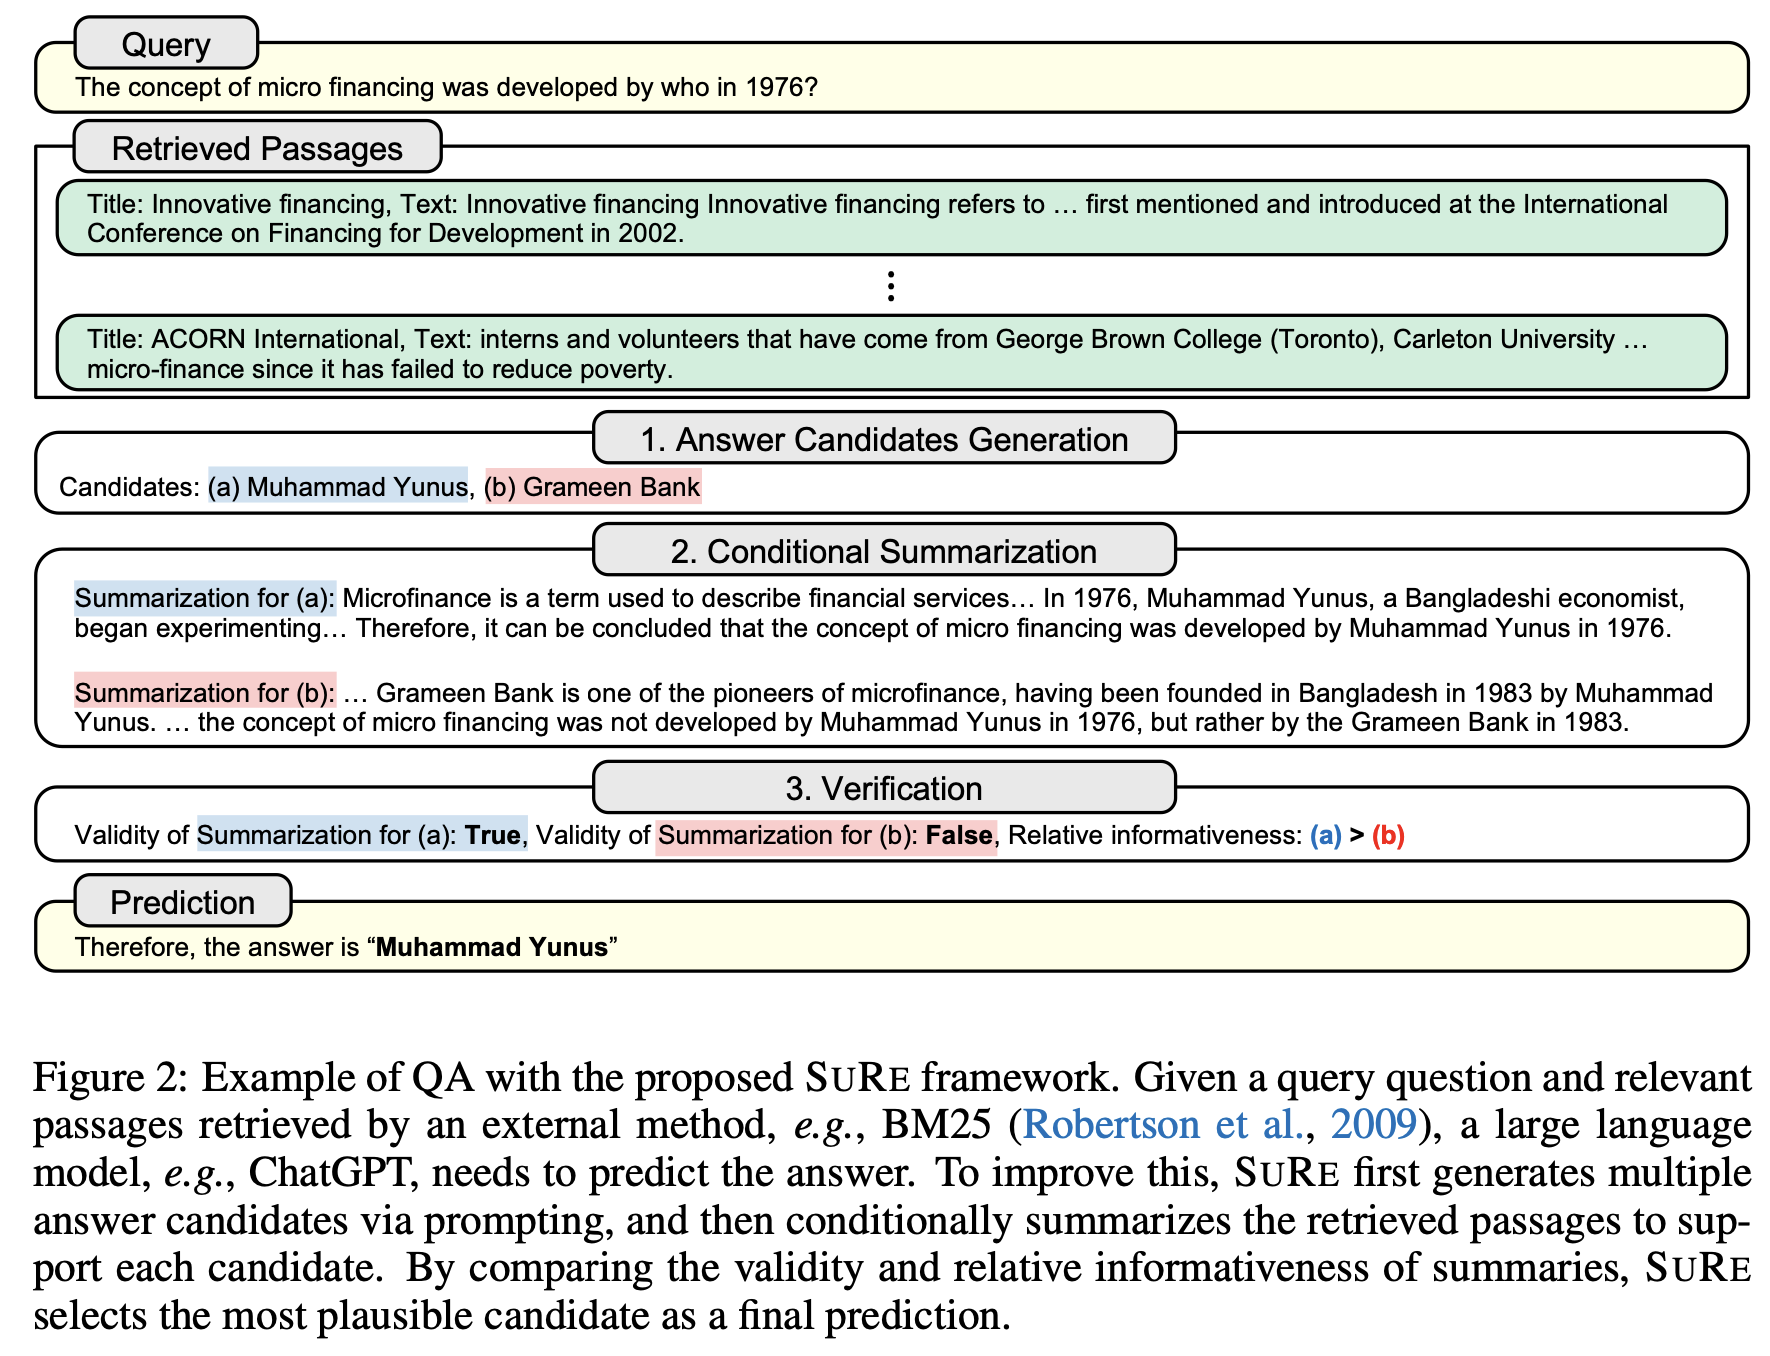 Query
The concept of micro financing was developed by who in 1976?
Retrieved Passages
Title: Innovative financing, Text: Innovative financing Innovative financing refers to … first mentioned and introduced at the International
Conference on Financing for Development in 2002.
⋮
Title: ACORN International, Text: interns and volunteers that have come from George Brown College (Toronto), Carleton University …
micro-finance since it has failed to reduce poverty.
1. Answer Candidates Generation
Candidates: (a) Muhammad Yunus, (b) Grameen Bank
2. Conditional Summarization
Summarization for (a): Microfinance is a term used to describe financial services… In 1976, Muhammad Yunus, a Bangladeshi economist,
began experimenting… Therefore, it can be concluded that the concept of micro financing was developed by Muhammad Yunus in 1976.
Summarization for (b): … Grameen Bank is one of the pioneers of microfinance, having been founded in Bangladesh in 1983 by Muhammad
Yunus. … the concept of micro financing was not developed by Muhammad Yunus in 1976, but rather by the Grameen Bank in 1983.
3. Verification
Validity of Summarization for (a): True, Validity of Summarization for (b): False, Relative informativeness: (a) > (b)
Prediction
Therefore, the answer is “Muhammad Yunus”
Figure 2: Example of QA with the proposed SURE framework. Given a query question and relevant
passages retrieved by an external method, e.g., BM25 (Robertson et al., 2009), a large language
model, e.g., ChatGPT, needs to predict the answer. To improve this, SURE first generates multiple
answer candidates via prompting, and then conditionally summarizes the retrieved passages to sup-
port each candidate. By comparing the validity and relative informativeness of summaries, SURE
selects the most plausible candidate as a final prediction.